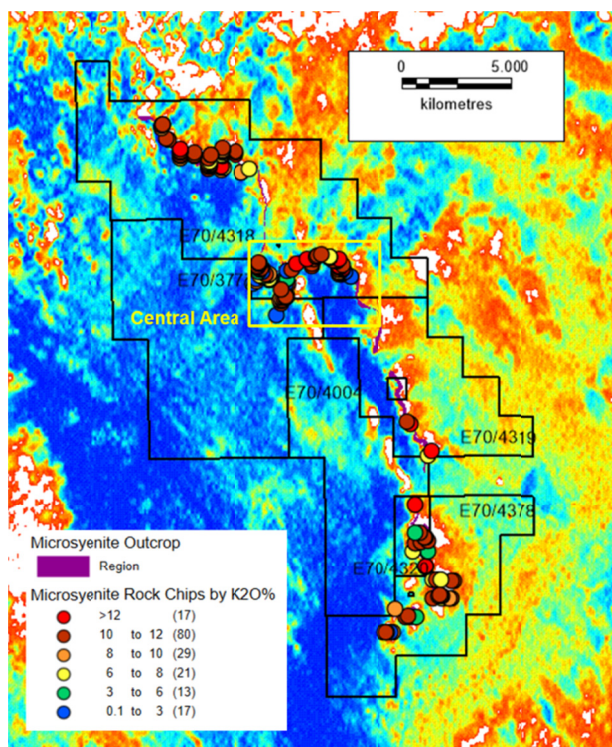 0 5.000
kilometres
E70/4318
E70/377
Central Area
E70/4004
E70/4319
E70/4378
E70/432
Microsyenite Outcrop
Region
Microsyenite Rock Chips by K2O%
>12 (17)
10 to 12 (80)
8 to 10 (29)
6 to 8 (21)
3 to 6 (13)
0.1 to 3 (17)